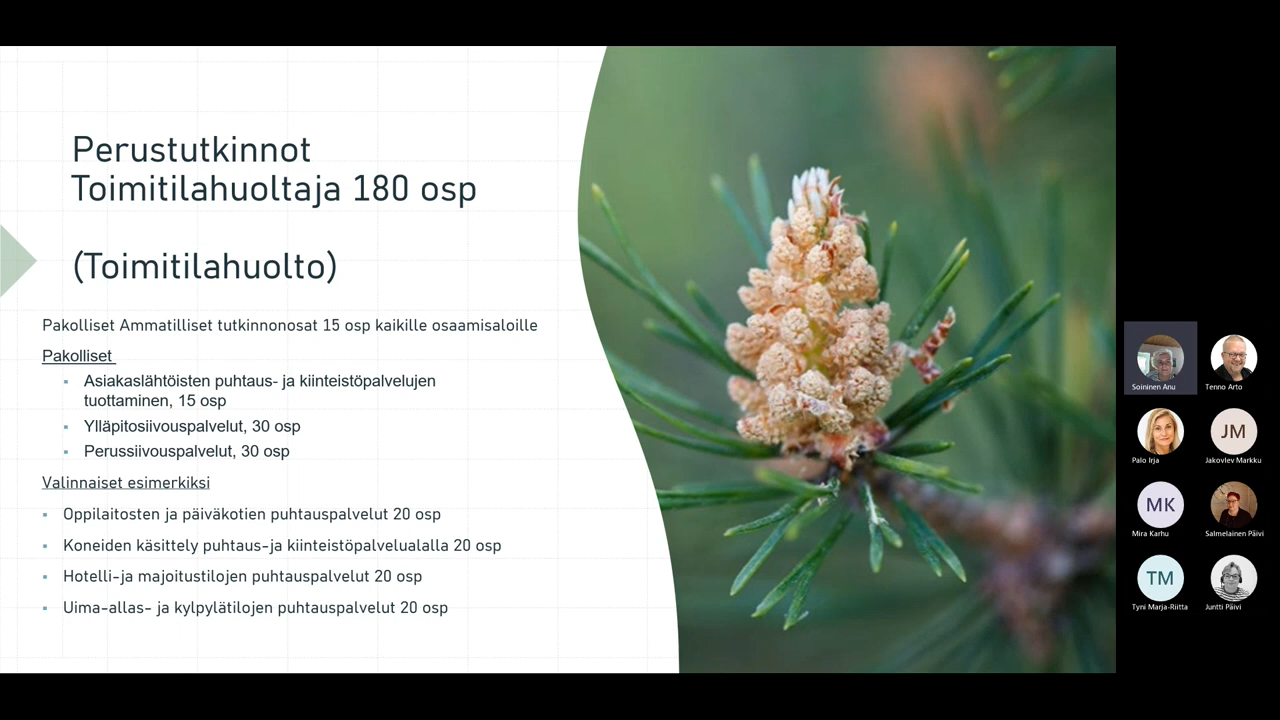 Perustutkinnot
Toimitilahuoltaja 180 osp
(Toimitilahuolto)
Pakolliset Ammatilliset tutkinnonosat 15 osp kaikille osaamisaloille
Pakolliset
▪ Asiakaslähtöisten puhtaus- ja kiinteistöpalvelujen
tuottaminen, 15 osp
▪ Ylläpitosiivouspalvelut, 30 osp
▪ Perussiivouspalvelut, 30 osp
Valinnaiset esimerkiksi
▪ Oppilaitosten ja päiväkotien puhtauspalvelut 20 osp
▪ Koneiden käsittely puhtaus-ja kiinteistöpalvelualalla 20 osp
▪ Hotelli-ja majoitustilojen puhtauspalvelut 20 osp
▪ Uima-allas- ja kylpylätilojen puhtauspalvelut 20 osp
Soininen Anu
Tenno Arto
Palo Irja
JM
Jakovlev Markku
MK
Mira Karhu
Salmelainen Päivi
TM
Tyni Marja-Riitta
Juntti Päivi